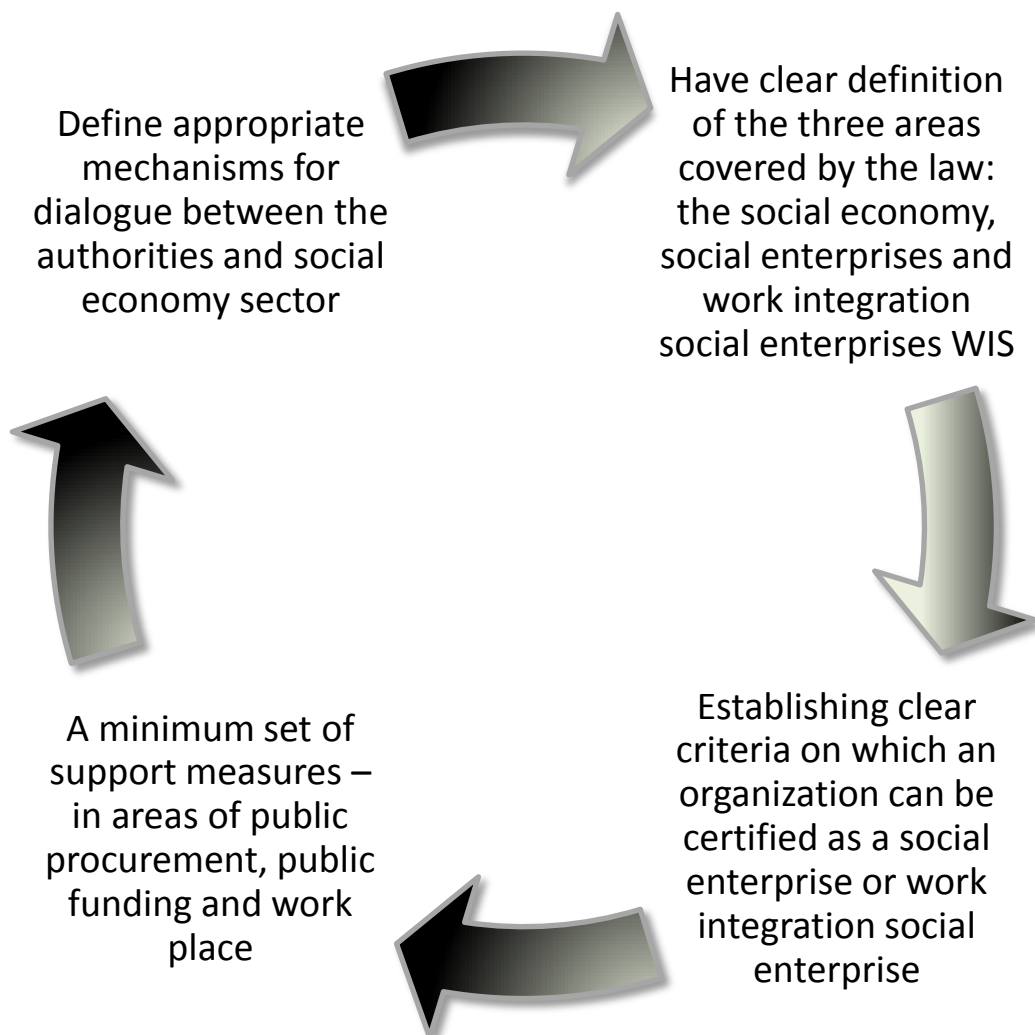 Define appropriate
mechanisms for
dialogue between the
authorities and social
economy sector
Have clear definition
of the three areas
covered by the law:
the social economy,
social enterprises and
work integration
social enterprises WIS
Establishing clear
criteria on which an
organization can be
certified as a social
enterprise or work
integration social
enterprise
A minimum set of
support measures –
in areas of public
procurement, public
funding and work
place